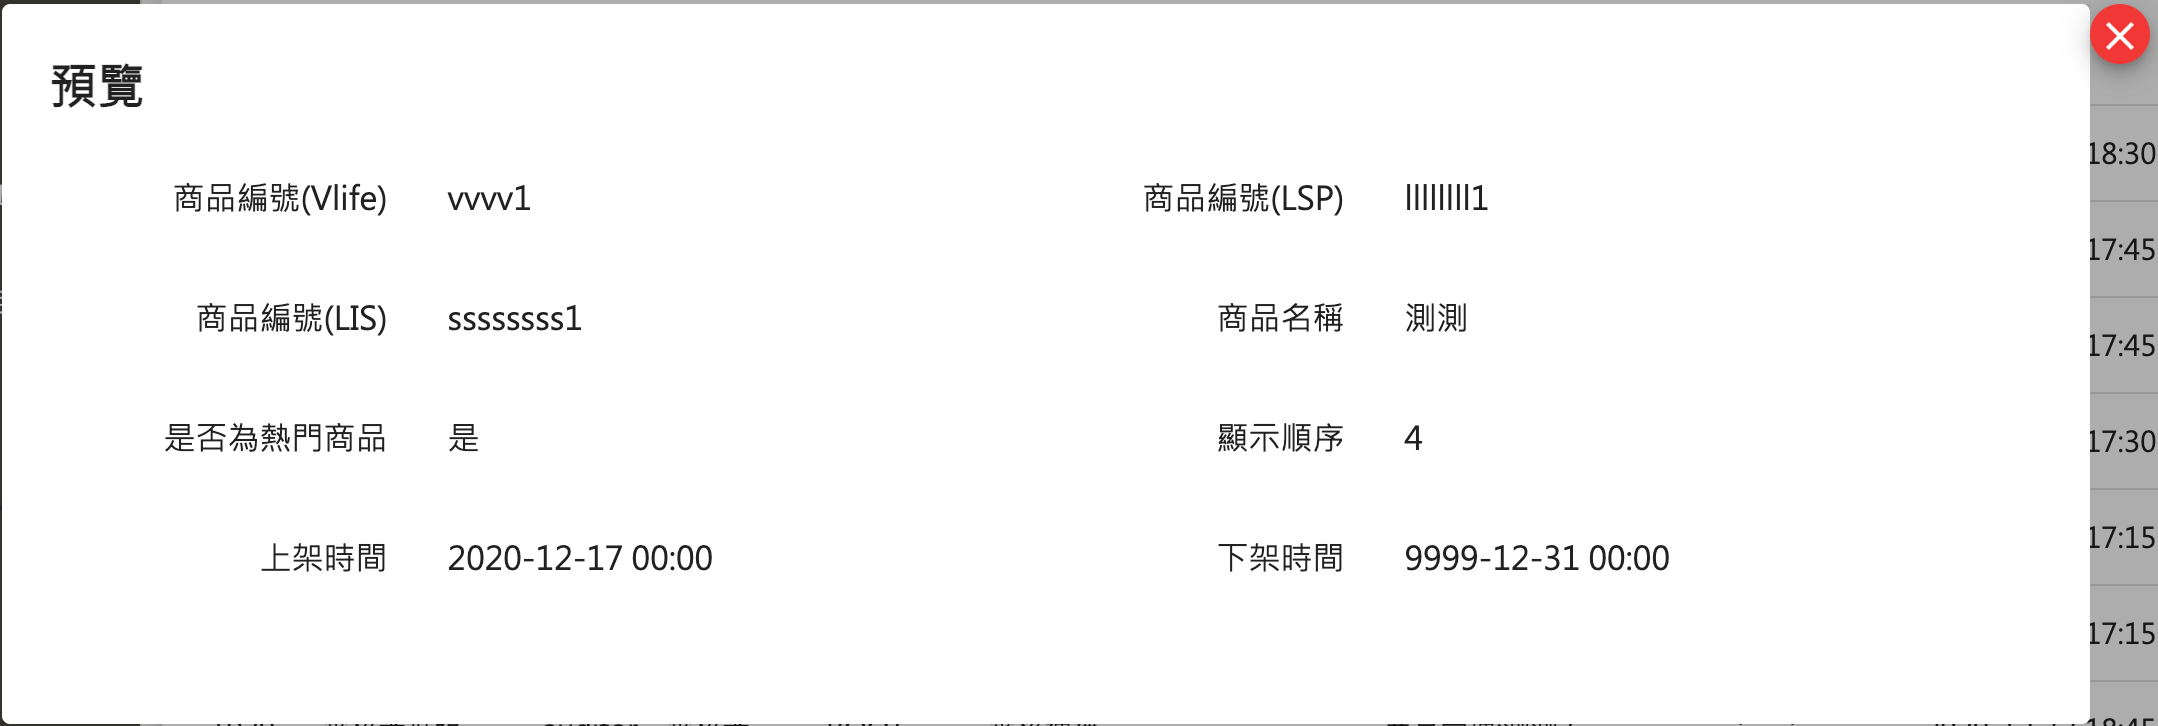 預覽
商品編號(Vlife) vvvv1 商品編號(LSP) llllllll1
商品編號(LIS) ssssssss1 商品名稱 測測
是否為熱門商品 是 顯示順序 4
上架時間 2020-12-17 00:00 下架時間 9999-12-31 00:00
18:30
17:45
17:45
17:30
17:15
17:15